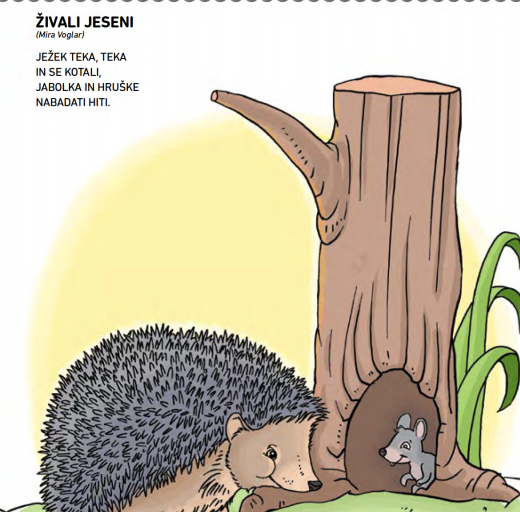 ŽIVALI JESENI
(Mira Voglar)
JEŽEK TEKA, TEKA
IN SE KOTALI,
JABOLKA IN HRUŠKE
NABADATI HITI.